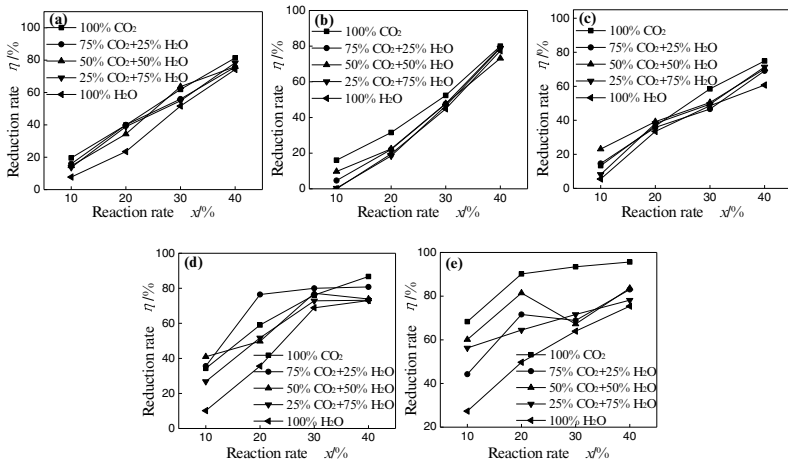 (a)
100% CO₂
75% CO₂+25% H₂O
50% CO₂+50% H₂O
25% CO₂+75% H₂O
100% H₂O
Reduction rate η /%
100
80
60
40
20
0
10 20 30 40
Reaction rate x/%
(b)
100% CO₂
75% CO₂+25% H₂O
50% CO₂+50% H₂O
25% CO₂+75% H₂O
100% H₂O
Reduction rate η /%
100
80
60
40
20
0
10 20 30 40
Reaction rate x/%
(c)
100% CO₂
75% CO₂+25% H₂O
50% CO₂+50% H₂O
25% CO₂+75% H₂O
100% H₂O
Reduction rate η /%
100
80
60
40
20
0
10 20 30 40
Reaction rate x/%
(d)
100% CO₂
75% CO₂+25% H₂O
50% CO₂+50% H₂O
25% CO₂+75% H₂O
100% H₂O
Reduction rate η /%
100
80
60
40
20
0
10 20 30 40
Reaction rate x/%
(e)
100% CO₂
75% CO₂+25% H₂O
50% CO₂+50% H₂O
25% CO₂+75% H₂O
100% H₂O
Reduction rate η /%
100
80
60
40
20
10 20 30 40
Reaction rate x/%